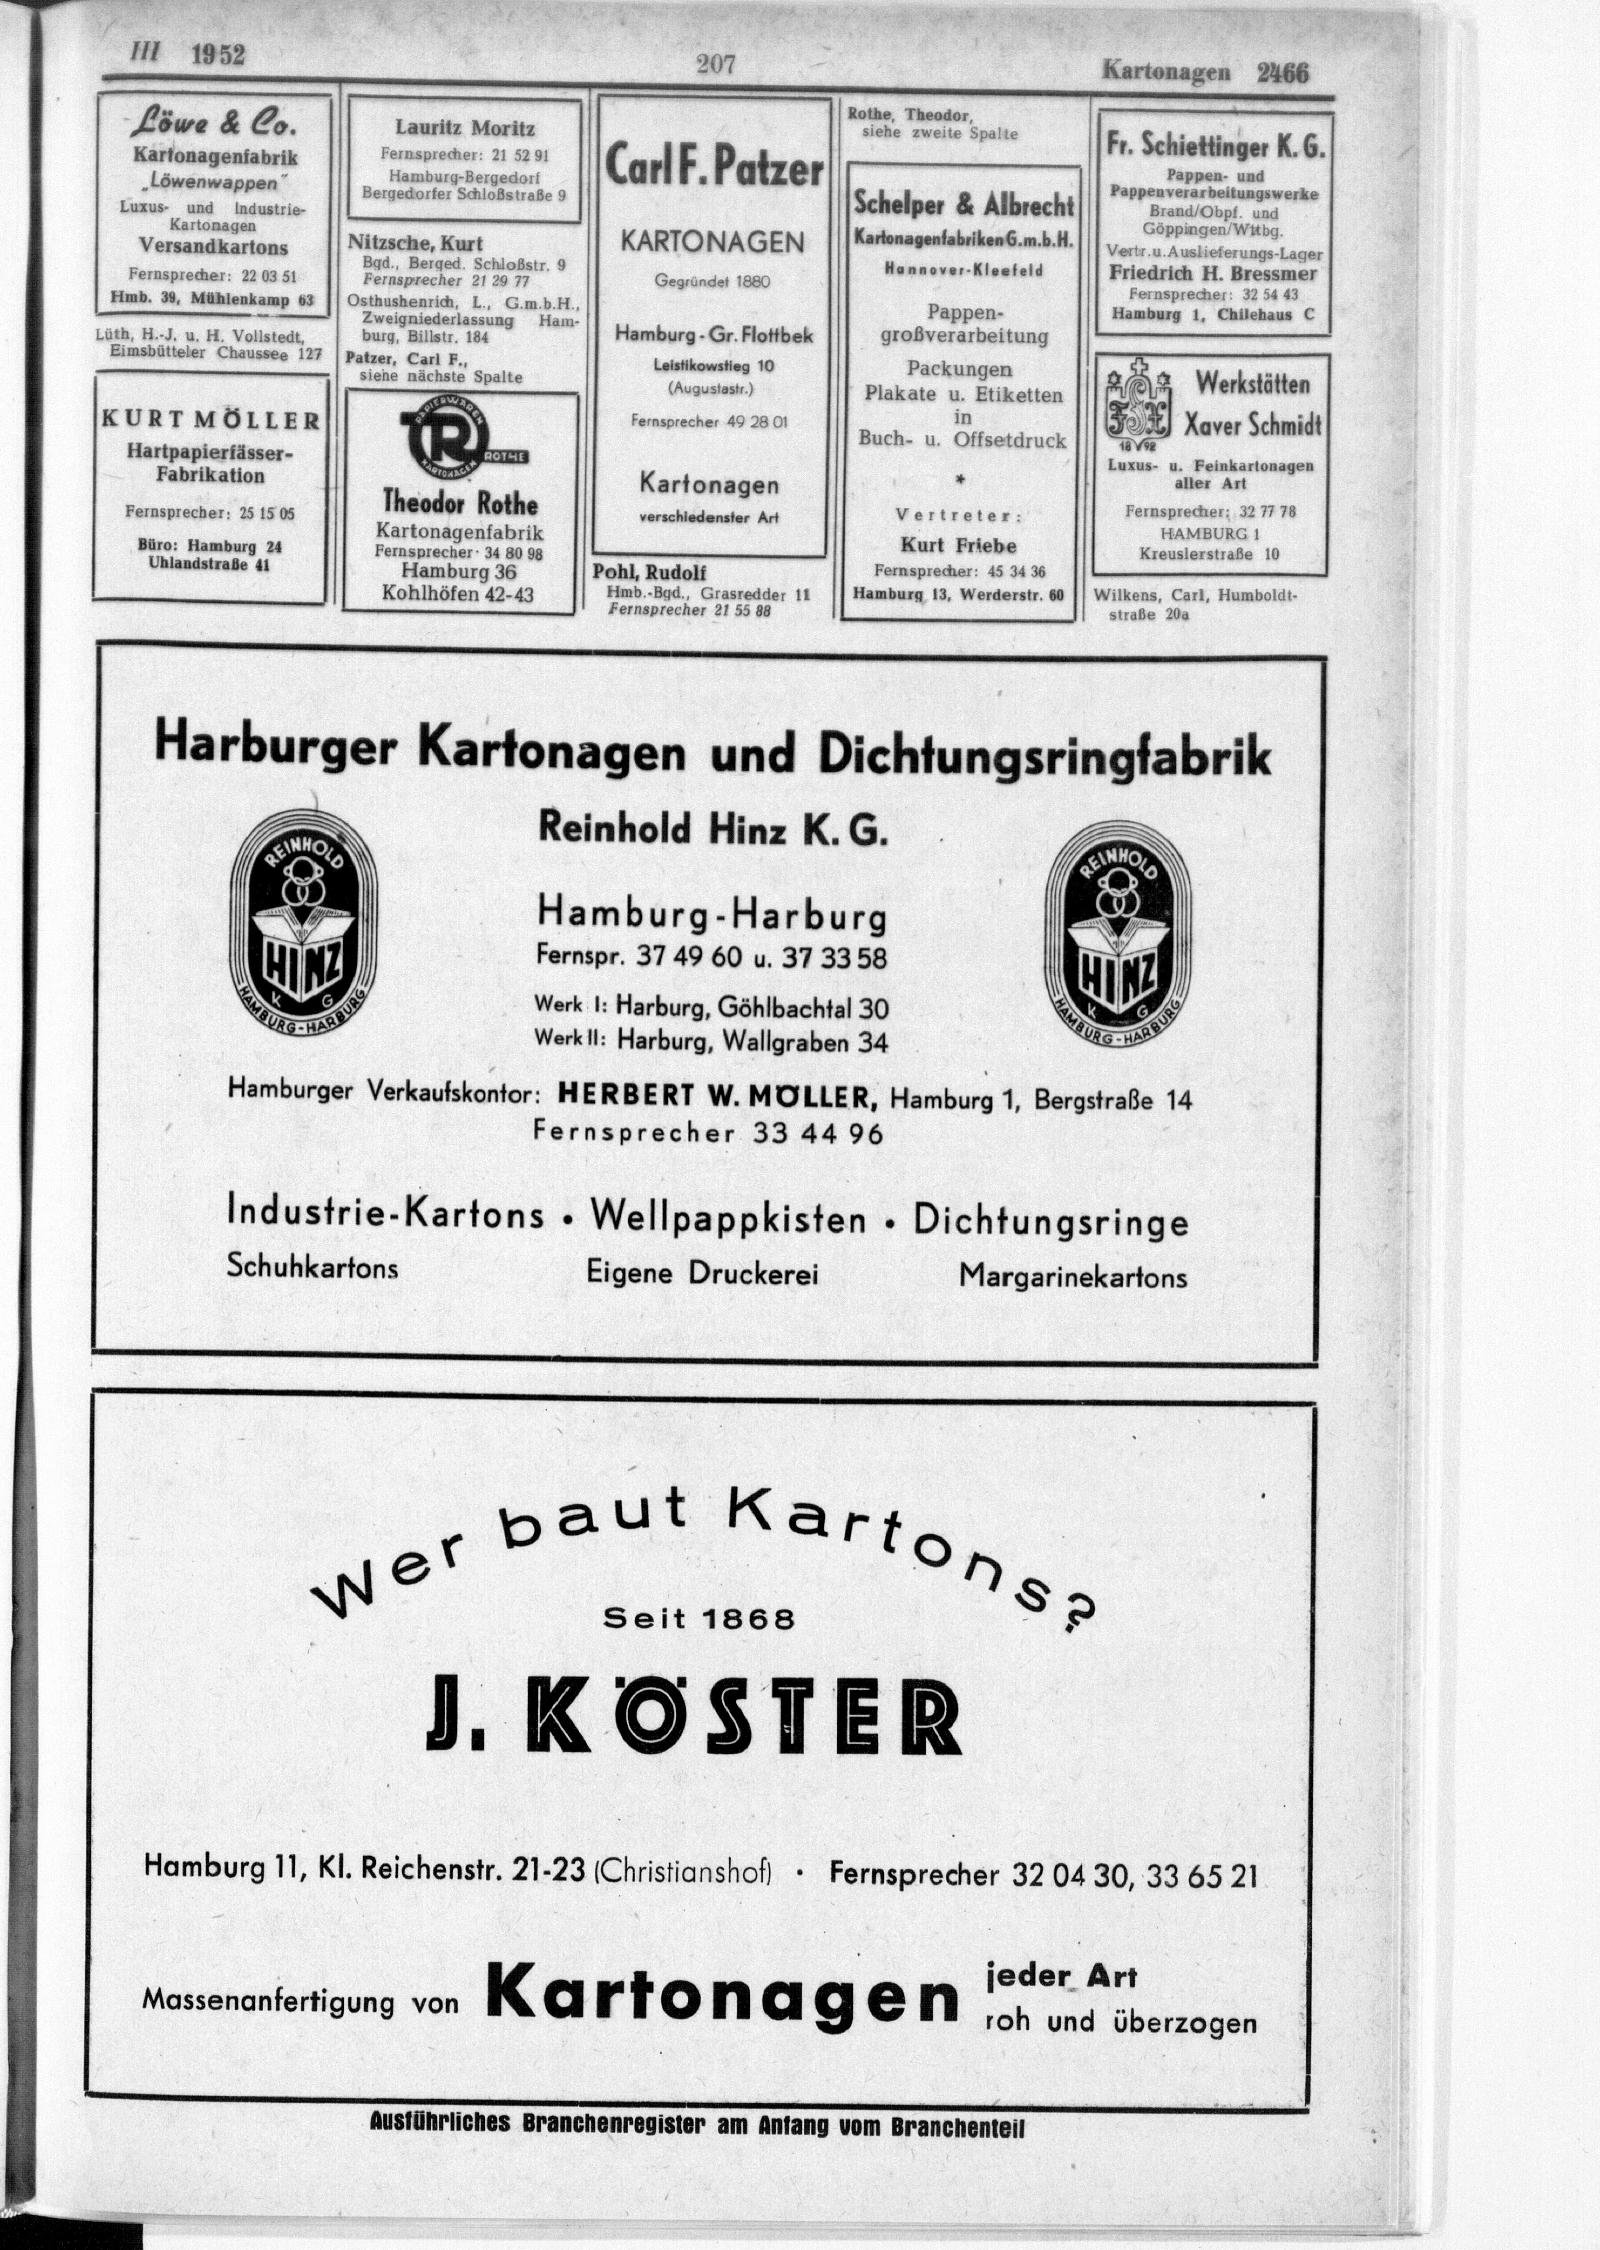 III 1952
207
Kartonagen 2466
Löwe & Co.
Kartonagenfabrik
„Löwenwappen"
Luxus- und Industrie-
Kartonagen
Versandkartons
Fernsprecher: 22 03 51
Hmb. 39, Mühlenkamp 63
Lüth, H.-J. u. H. Vollstedt,
Eimsbütteler Chaussee 127
KURT MÖLLER
Hartpapierfässer-
Fabrikation
Fernsprecher: 25 15 05
Büro: Hamburg 24
Uhlandstraße 41
Lauritz Moritz
Fernsprecher: 21 52 91
Hamburg-Bergedorf
Bergedorfer Schloßstraße 9
Nitzsche, Kurt
Bgd., Berged. Schloßstr. 9
Fernsprecher 21 29 77
Osthushenrich, L., G.m.b.H.,
Zweigniederlassung Ham-
burg, Billstr. 184
Patzer, Carl F.,
siehe nächste Spalte
PAPIERWAREN
TR
ROTHE
KARTONAGEN
Theodor Rothe
Kartonagenfabrik
Fernsprecher· 34 80 98
Hamburg 36
Kohlhöfen 42-43
Carl F. Patzer
KARTONAGEN
Gegründet 1880
Hamburg-Gr. Flottbek
Leistikowstieg 10
(Augustastr.)
Fernsprecher 49 28 01
Kartonagen
verschiedenster Art
Pohl, Rudolf
Hmb.-Bgd., Grasredder 11
Fernsprecher 21 55 88
Rothe, Theodor,
siehe zweite Spalte
Schelper & Albrecht
Kartonagenfabriken G.m.b.H.
Hannover-Kleefeld
Pappen-
großverarbeitung
Packungen
Plakate u. Etiketten
in
Buch- u. Offsetdruck
*
Vertreter:
Kurt Friebe
Fernsprecher: 45 34 36
Hamburg 13, Werderstr. 60
Fr. Schiettinger K. G.
Pappen- und
Pappenverarbeitungswerke
Brand/Obpf. und
Göppingen/Wttbg.
Vertr. u. Auslieferungs-Lager
Friedrich H. Bressmer
Fernsprecher: 32 54 43
Hamburg 1, Chilehaus C
Werkstätten
Xaver Schmidt
18 92
Luxus- u. Feinkartonagen
aller Art
Fernsprecher: 32 77 78
HAMBURG 1
Kreuslerstraße 10
Wilkens, Carl, Humboldt-
straße 20a
Harburger Kartonagen und Dichtungsringfabrik
Reinhold Hinz K. G.
REINHOLD
HINZ
K G
HAMBURG-HARBURG
Hamburg-Harburg
Fernspr. 37 49 60 u. 37 33 58
Werk I: Harburg, Göhlbachtal 30
Werk II: Harburg, Wallgraben 34
REINHOLD
HINZ
K G
HAMBURG-HARBURG
Hamburger Verkaufskontor: HERBERT W. MÖLLER, Hamburg 1, Bergstraße 14
Fernsprecher 33 44 96
Industrie-Kartons • Wellpappkisten • Dichtungsringe
Schuhkartons Eigene Druckerei Margarinekartons
Wer baut Kartons?
Seit 1868
J. KÖSTER
Hamburg 11, Kl. Reichenstr. 21-23 (Christianshof) · Fernsprecher 32 04 30, 33 65 21
Massenanfertigung von Kartonagen jeder Art
roh und überzogen
Ausführliches Branchenregister am Anfang vom Branchenteil